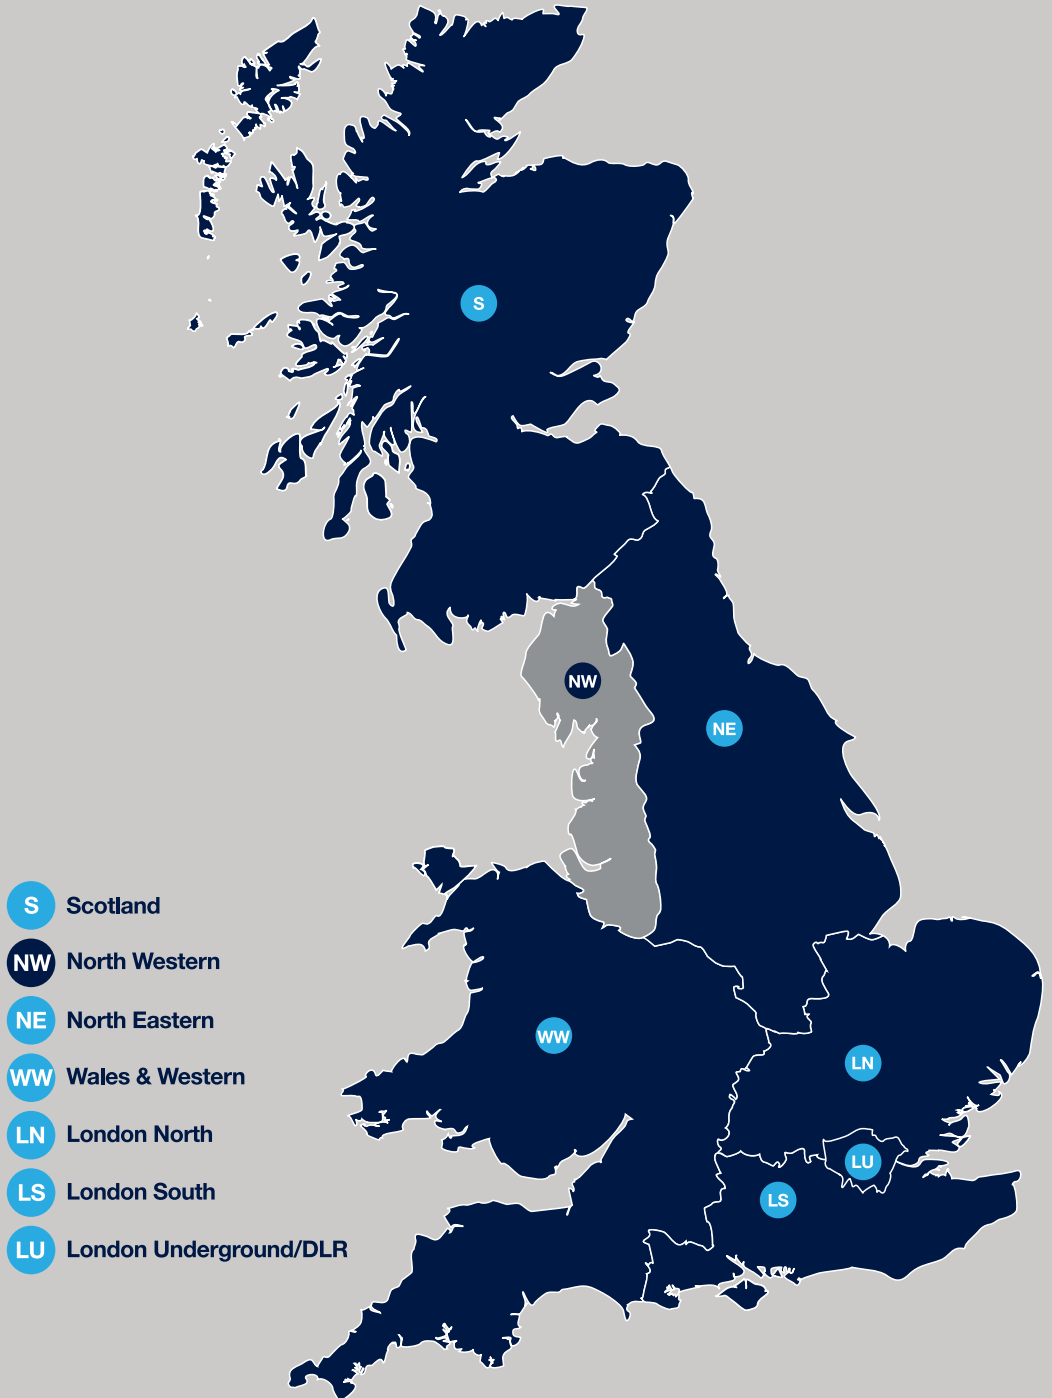 S
NW
NE
WW
LN
LU
LS
S Scotland
NW North Western
NE North Eastern
WW Wales & Western
LN London North
LS London South
LU London Underground/DLR